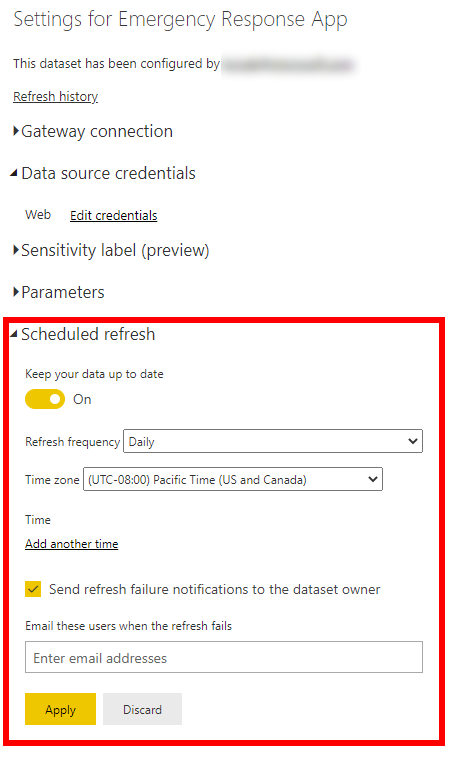 Settings for Emergency Response App
This dataset has been configured by
Refresh history
Gateway connection
Data source credentials
Web Edit credentials
Sensitivity label (preview)
Parameters
Scheduled refresh
Keep your data up to date
On
Refresh frequency Daily
Time zone (UTC-08:00) Pacific Time (US and Canada)
Time
Add another time
Send refresh failure notifications to the dataset owner
Email these users when the refresh fails
Enter email addresses
Apply Discard